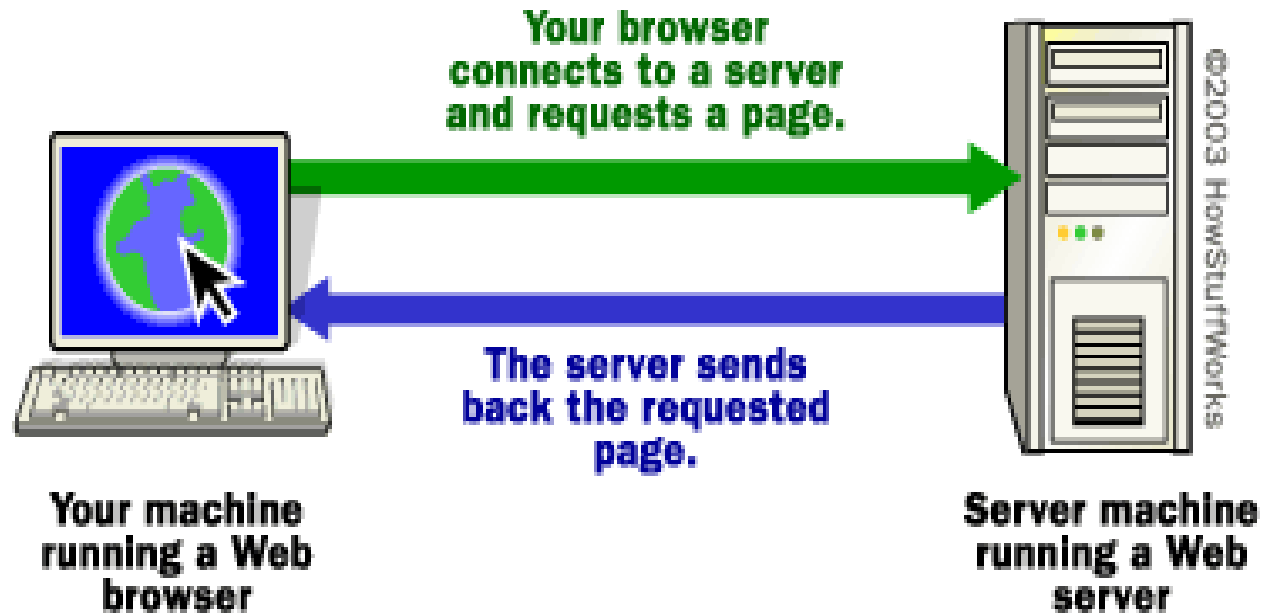 Your browser
connects to a server
and requests a page.
©2003 HowStuffWorks
The server sends
back the requested
page.
Your machine
running a Web
browser
Server machine
running a Web
server